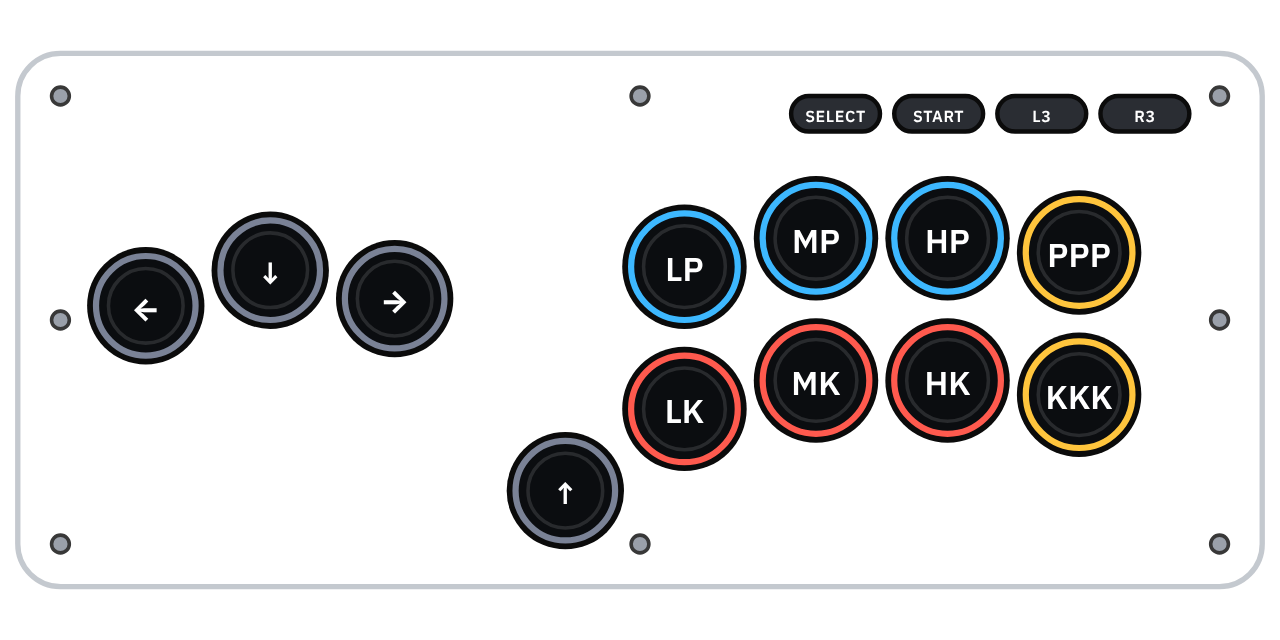 SELECT START L3 R3
LP MP HP PPP
← ↓ →
LK MK HK KKK
↑